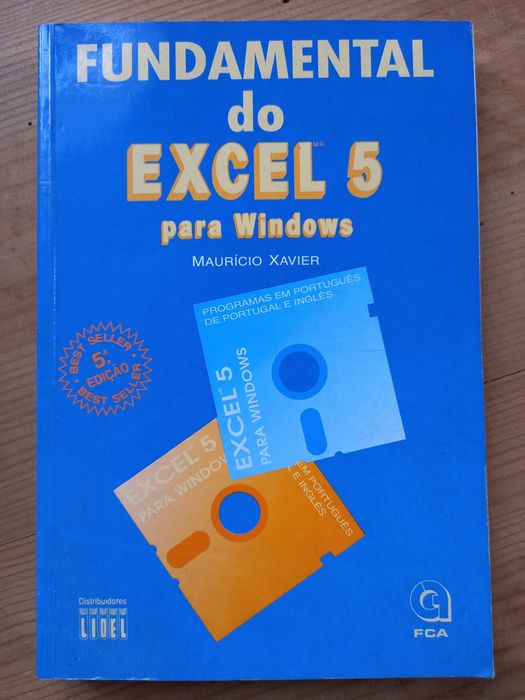 FUNDAMENTAL
do
EXCEL 5 MR
para Windows
MAURÍCIO XAVIER
PROGRAMAS EM PORTUGUÊS
DE PORTUGAL E INGLÊS
EXCEL 5
PARA WINDOWS
BEST SELLER
5.ª
EDIÇÃO
BEST SELLER
EXCEL 5
PARA WINDOW
EM PORTUGUÊS
L E INGLÊS
Distribuidores
LIDEL
FCA